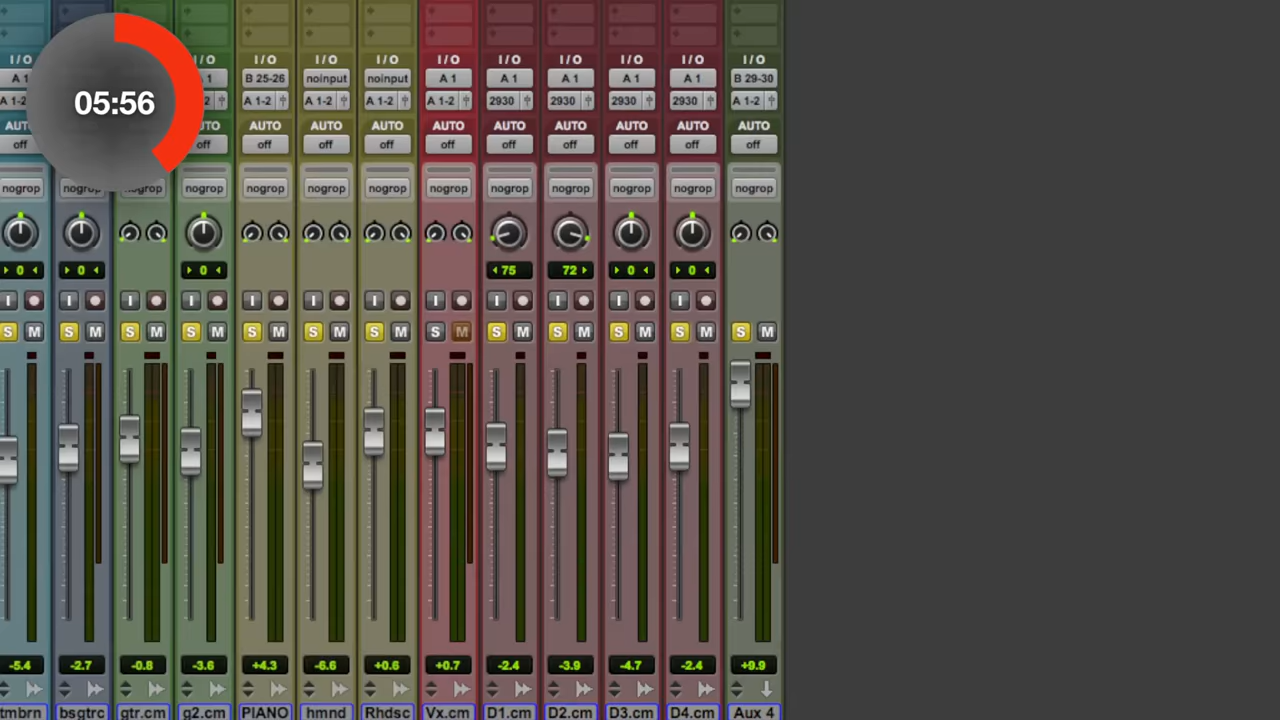 I/O I/O I/O I/O I/O I/O I/O I/O I/O I/O I/O I/O
A 1 1 B 25-26 noinput noinput A 1 A 1 A 1 A 1 A 1 B 29-30
05:56
A 1-2 2 A 1-2 A 1-2 A 1-2 A 1-2 2930 2930 2930 2930 A 1-2
AUT UTO AUTO AUTO AUTO AUTO AUTO AUTO AUTO AUTO AUTO
off off off off off off off off off off off
nogrop nogrop nogrop nogrop nogrop nogrop nogrop nogrop nogrop nogrop nogrop nogrop nogrop
0 0 0 75 72 0 0
I I I I I I I I I I I I
S M S M S M S M S M S M S M S M S M S M S M S M S M
-5.4 -2.7 -0.8 -3.6 +4.3 -6.6 +0.6 +0.7 -2.4 -3.9 -4.7 -2.4 +9.9
tmbrn bsgtrc gtr.cm g2.cm PIANO hmnd Rhdsc Vx.cm D1.cm D2.cm D3.cm D4.cm Aux 4